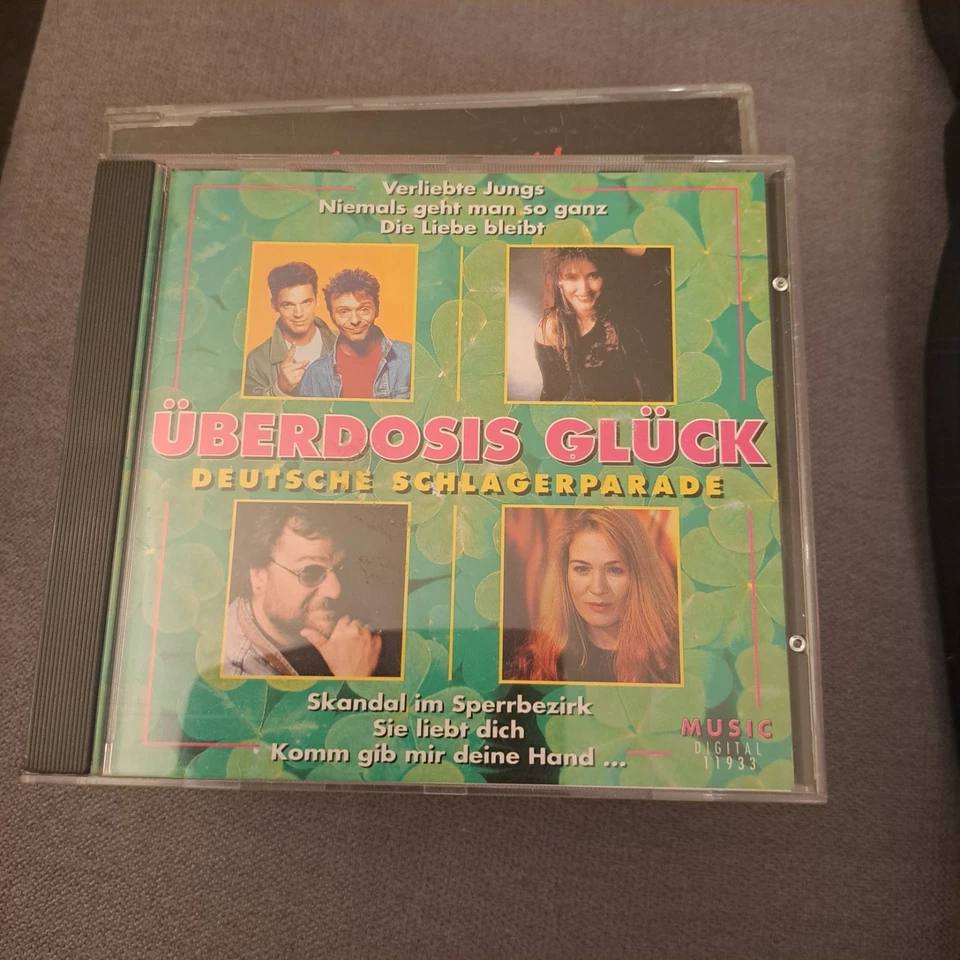 Verliebte Jungs
Niemals geht man so ganz
Die Liebe bleibt
ÜBERDOSIS GLÜCK
DEUTSCHE SCHLAGERPARADE
Skandal im Sperrbezirk
Sie liebt dich
Komm gib mir deine Hand ...
MUSIC
DIGITAL
11933